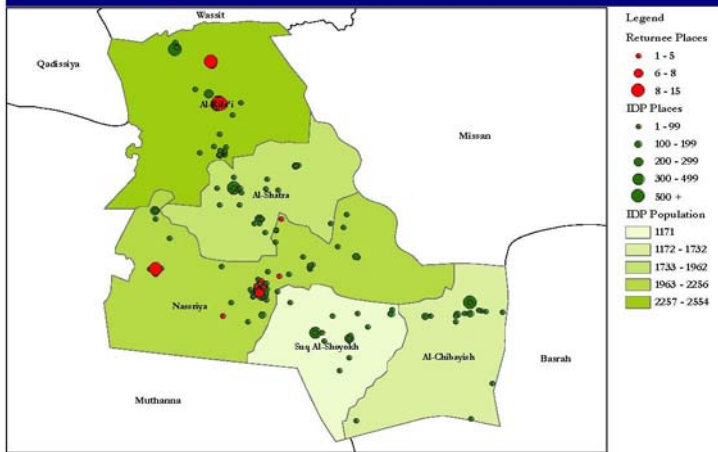 Wassit
Qadissiya
Al-Rifa'i
Missan
Al-Shatra
Nassriya
Suq Al-Shoyokh
Al-Chibayish
Basrah
Muthanna
Legend
Returnee Places
1 - 5
6 - 8
8 - 15
IDP Places
1 - 99
100 - 199
200 - 299
300 - 499
500 +
IDP Population
1171
1172 - 1732
1733 - 1962
1963 - 2256
2257 - 2554